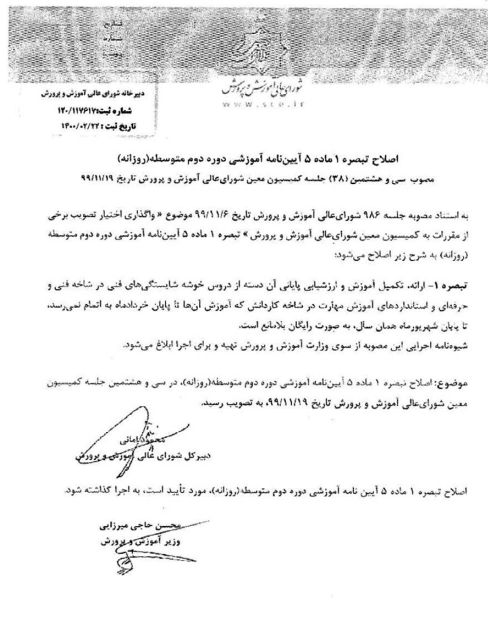 تاریخ
شماره
شورای عالی آموزش و پرورش
www.sce.ir
دبیرخانه شورای عالی آموزش و پرورش
شماره ثبت: ۱۲۰/۱۱۷۶۱۷
تاریخ ثبت: ۱۴۰۰/۰۲/۲۲
اصلاح تبصره ۱ ماده ۵ آیین‌نامه آموزشی دوره دوم متوسطه(روزانه)
مصوب سی و هشتمین (۳۸) جلسه کمیسیون معین شورای‌عالی آموزش و پرورش تاریخ ۹۹/۱۱/۱۹
به استناد مصوبه جلسه ۹۸۶ شورای‌عالی آموزش و پرورش تاریخ ۹۹/۱۱/۶ موضوع « واگذاری اختیار تصویب برخی
از مقررات به کمیسیون معین شورای‌عالی آموزش و پرورش » تبصره ۱ ماده ۵ آیین‌نامه آموزشی دوره دوم متوسطه
(روزانه) به شرح زیر اصلاح می‌شود:
تبصره ۱- ارائه، تکمیل آموزش و ارزشیابی پایانی آن دسته از دروس خوشه شایستگی‌های فنی در شاخه فنی و
حرفه‌ای و استانداردهای آموزش مهارت در شاخه کاردانش که آموزش آن‌ها تا پایان خردادماه به اتمام نمی‌رسد،
تا پایان شهریورماه همان سال، به صورت رایگان بلامانع است.
شیوه‌نامه اجرایی این مصوبه از سوی وزارت آموزش و پرورش تهیه و برای اجرا ابلاغ می‌شود.
موضوع: اصلاح تبصره ۱ ماده ۵ آیین‌نامه آموزشی دوره دوم متوسطه(روزانه)، در سی و هشتمین جلسه کمیسیون
معین شورای‌عالی آموزش و پرورش تاریخ ۹۹/۱۱/۱۹، به تصویب رسید.
محمود امانی
دبیرکل شورای عالی آموزش و پرورش
اصلاح تبصره ۱ ماده ۵ آیین نامه آموزشی دوره دوم متوسطه(روزانه)، مورد تأیید است، به اجرا گذاشته شود.
محسن حاجی میرزایی
وزیر آموزش و پرورش